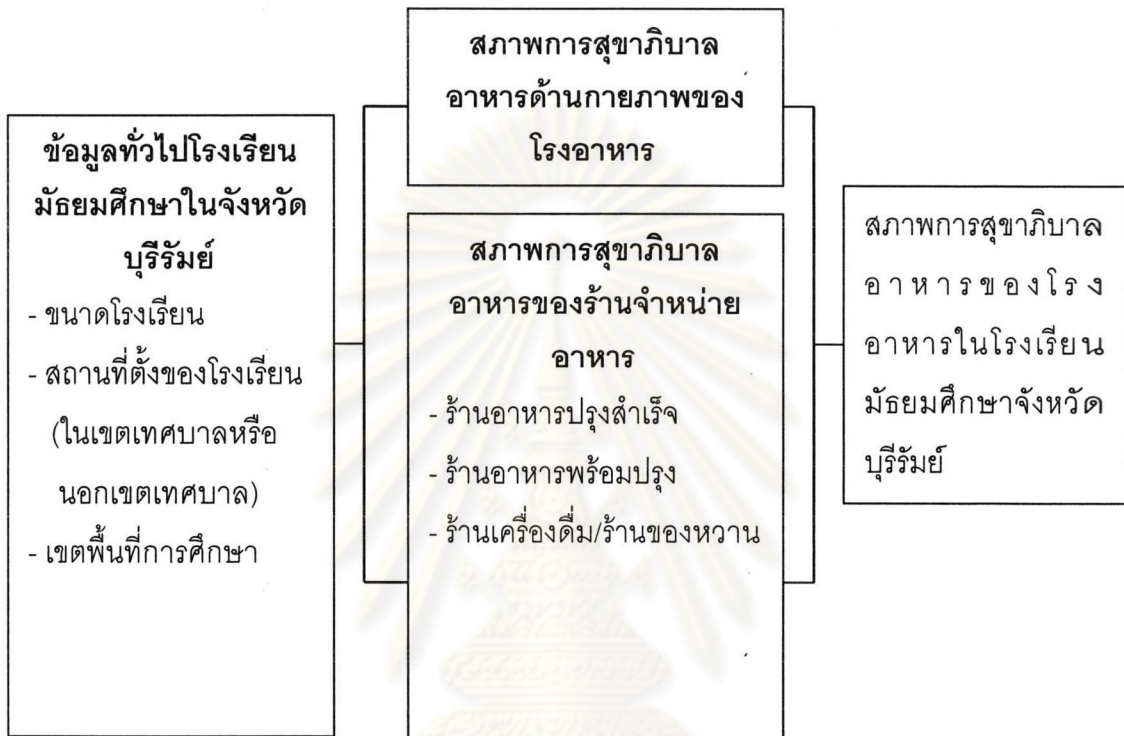 ข้อมูลทั่วไปโรงเรียน
มัธยมศึกษาในจังหวัด
บุรีรัมย์
- ขนาดโรงเรียน
- สถานที่ตั้งของโรงเรียน
(ในเขตเทศบาลหรือ
นอกเขตเทศบาล)
- เขตพื้นที่การศึกษา
สภาพการสุขาภิบาล
อาหารด้านกายภาพของ
โรงอาหาร
สภาพการสุขาภิบาล
อาหารของร้านจำหน่าย
อาหาร
- ร้านอาหารปรุงสำเร็จ
- ร้านอาหารพร้อมปรุง
- ร้านเครื่องดื่ม/ร้านของหวาน
สภาพการสุขาภิบาล
อาหารของโรง
อาหารในโรงเรียน
มัธยมศึกษาจังหวัด
บุรีรัมย์